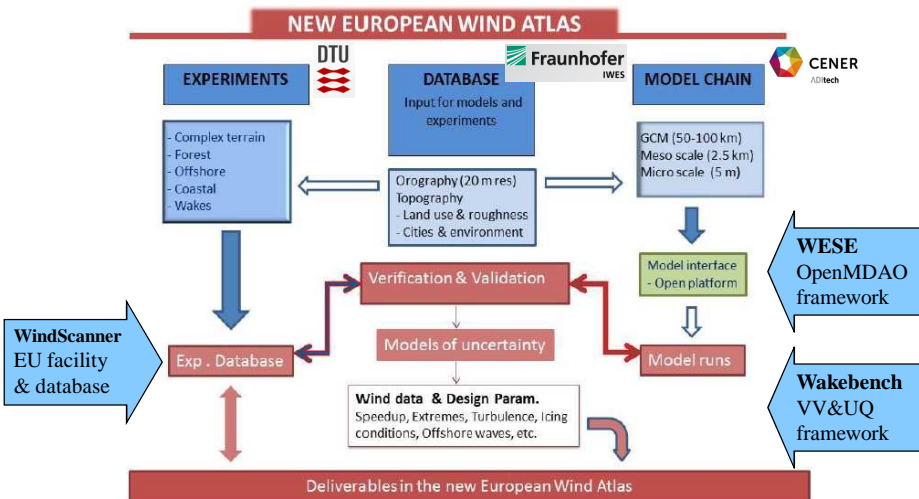 NEW EUROPEAN WIND ATLAS
DTU
Fraunhofer
IWES
CENER
ADItech
EXPERIMENTS
DATABASE
Input for models and
experiments
MODEL CHAIN
- Complex terrain
- Forest
- Offshore
- Coastal
- Wakes
Orography (20 m res)
Topography
- Land use & roughness
- Cities & environment
GCM (50-100 km)
Meso scale (2.5 km)
Micro scale (5 m)
WESE
OpenMDAO
framework
Model interface
- Open platform
Verification & Validation
WindScanner
EU facility
& database
Exp . Database
Models of uncertainty
Model runs
Wakebench
VV&UQ
framework
Wind data & Design Param.
Speedup, Extremes, Turbulence, Icing
conditions, Offshore waves, etc.
Deliverables in the new European Wind Atlas